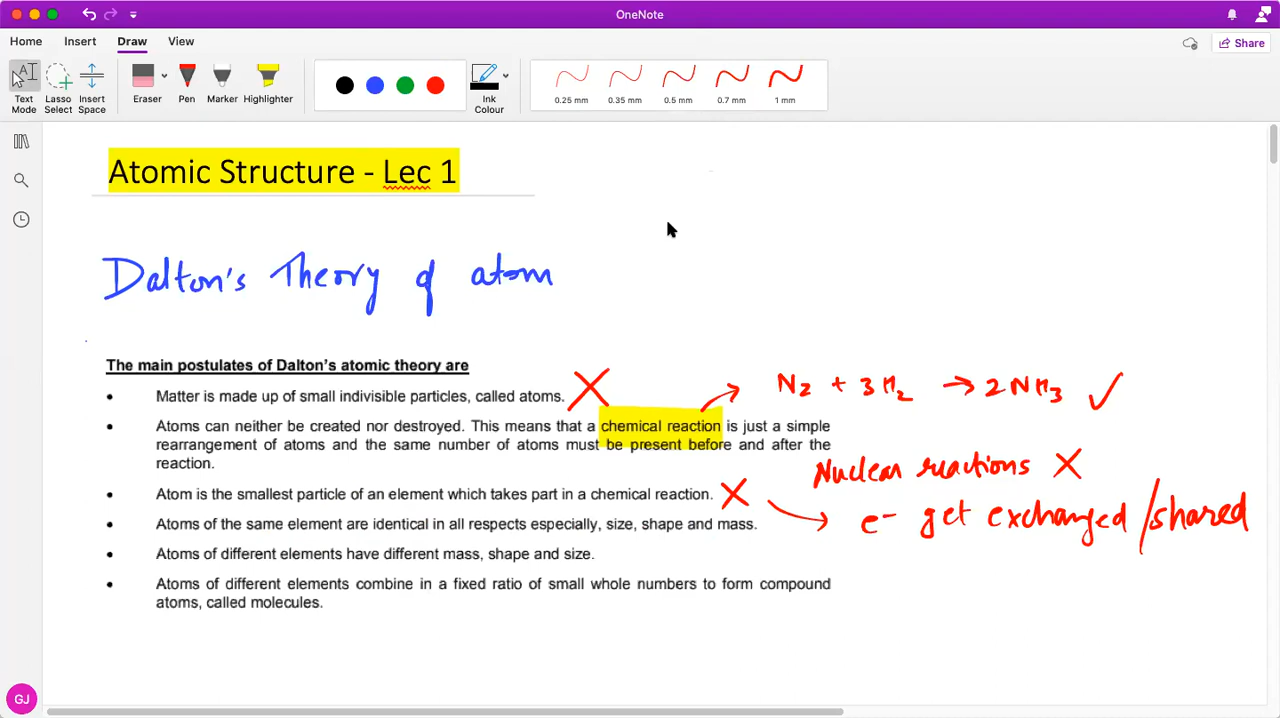 OneNote
Home Insert Draw View
Share
Text Mode
Lasso Select
Insert Space
Eraser
Pen
Marker
Highlighter
Ink Colour
0.25 mm
0.35 mm
0.5 mm
0.7 mm
1 mm
Atomic Structure - Lec 1
Dalton's Theory of atom
The main postulates of Dalton's atomic theory are
• Matter is made up of small indivisible particles, called atoms.
N2 + 3H2 → 2NH3 ✓
• Atoms can neither be created nor destroyed. This means that a chemical reaction is just a simple
rearrangement of atoms and the same number of atoms must be present before and after the
reaction.
Nuclear reactions X
• Atom is the smallest particle of an element which takes part in a chemical reaction.
e- get exchanged/shared
• Atoms of the same element are identical in all respects especially, size, shape and mass.
• Atoms of different elements have different mass, shape and size.
• Atoms of different elements combine in a fixed ratio of small whole numbers to form compound
atoms, called molecules.
GJ